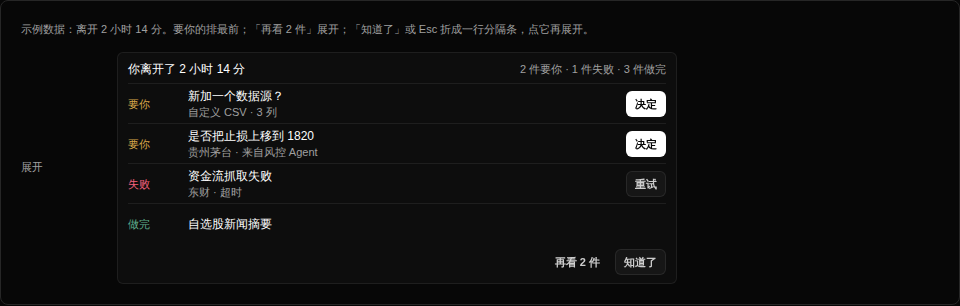 示例数据：离开 2 小时 14 分。要你的排最前；「再看 2 件」展开；「知道了」或 Esc 折成一行分隔条，点它再展开。
你离开了 2 小时 14 分
2 件要你 · 1 件失败 · 3 件做完
要你
新加一个数据源？
自定义 CSV · 3 列
决定
要你
是否把止损上移到 1820
贵州茅台 · 来自风控 Agent
决定
展开
失败
资金流抓取失败
东财 · 超时
重试
做完
自选股新闻摘要
再看 2 件
知道了